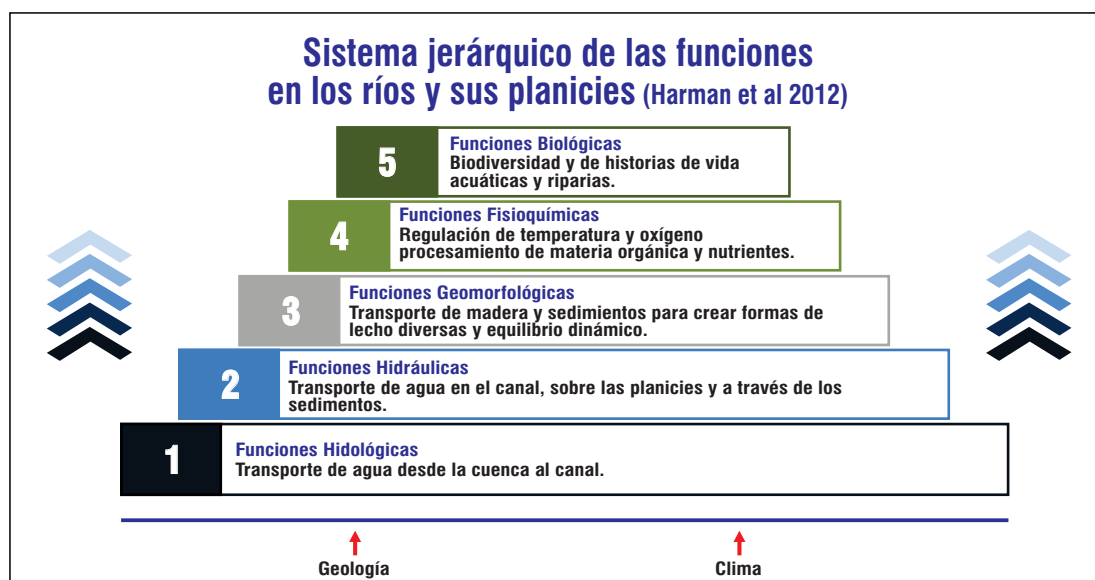 Sistema jerárquico de las funciones
en los ríos y sus planicies (Harman et al 2012)
5
Funciones Biológicas
Biodiversidad y de historias de vida
acuáticas y riparias.
4
Funciones Fisioquímicas
Regulación de temperatura y oxígeno
procesamiento de materia orgánica y nutrientes.
3
Funciones Geomorfológicas
Transporte de madera y sedimentos para crear formas de
lecho diversas y equilibrio dinámico.
2
Funciones Hidráulicas
Transporte de agua en el canal, sobre las planicies y a través de los
sedimentos.
1
Funciones Hidológicas
Transporte de agua desde la cuenca al canal.
Geología
Clima